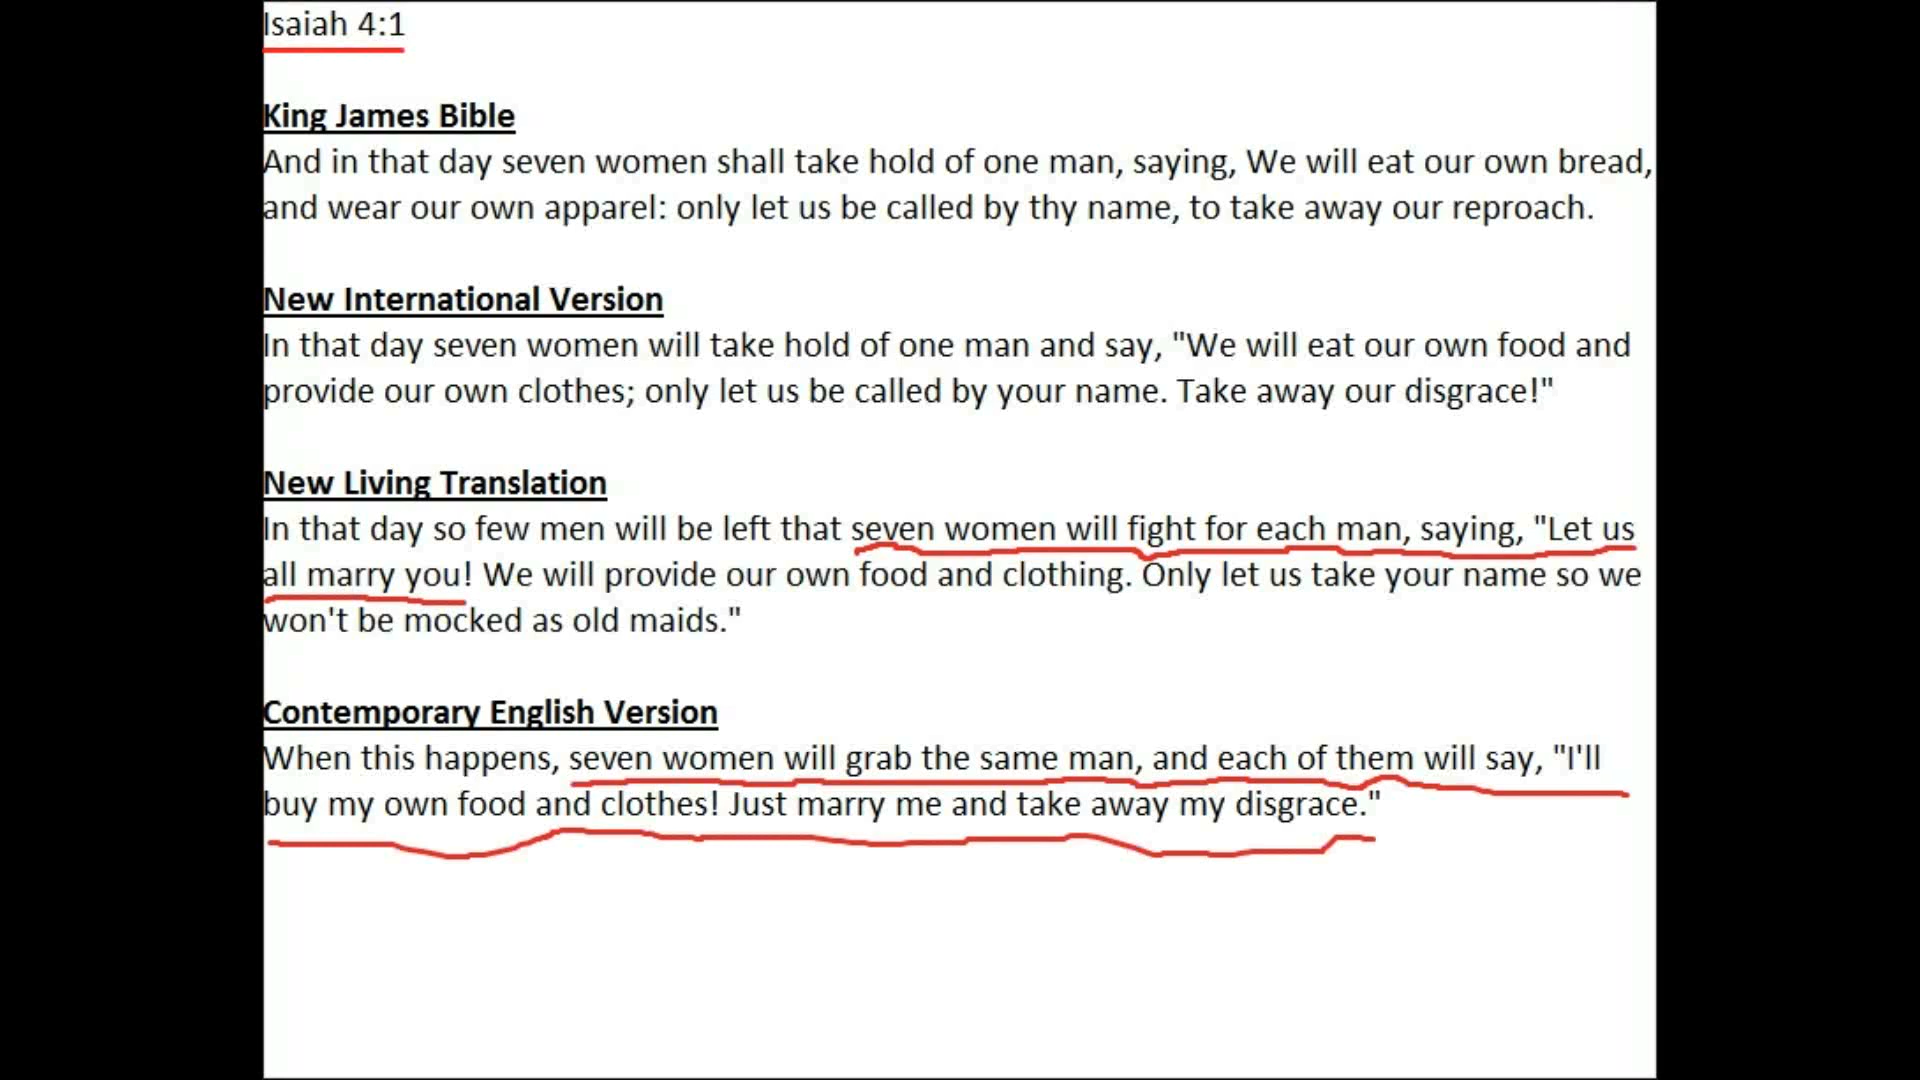 Isaiah 4:1
King James Bible
And in that day seven women shall take hold of one man, saying, We will eat our own bread,
and wear our own apparel: only let us be called by thy name, to take away our reproach.
New International Version
In that day seven women will take hold of one man and say, "We will eat our own food and
provide our own clothes; only let us be called by your name. Take away our disgrace!"
New Living Translation
In that day so few men will be left that seven women will fight for each man, saying, "Let us
all marry you! We will provide our own food and clothing. Only let us take your name so we
won't be mocked as old maids."
Contemporary English Version
When this happens, seven women will grab the same man, and each of them will say, "I'll
buy my own food and clothes! Just marry me and take away my disgrace."